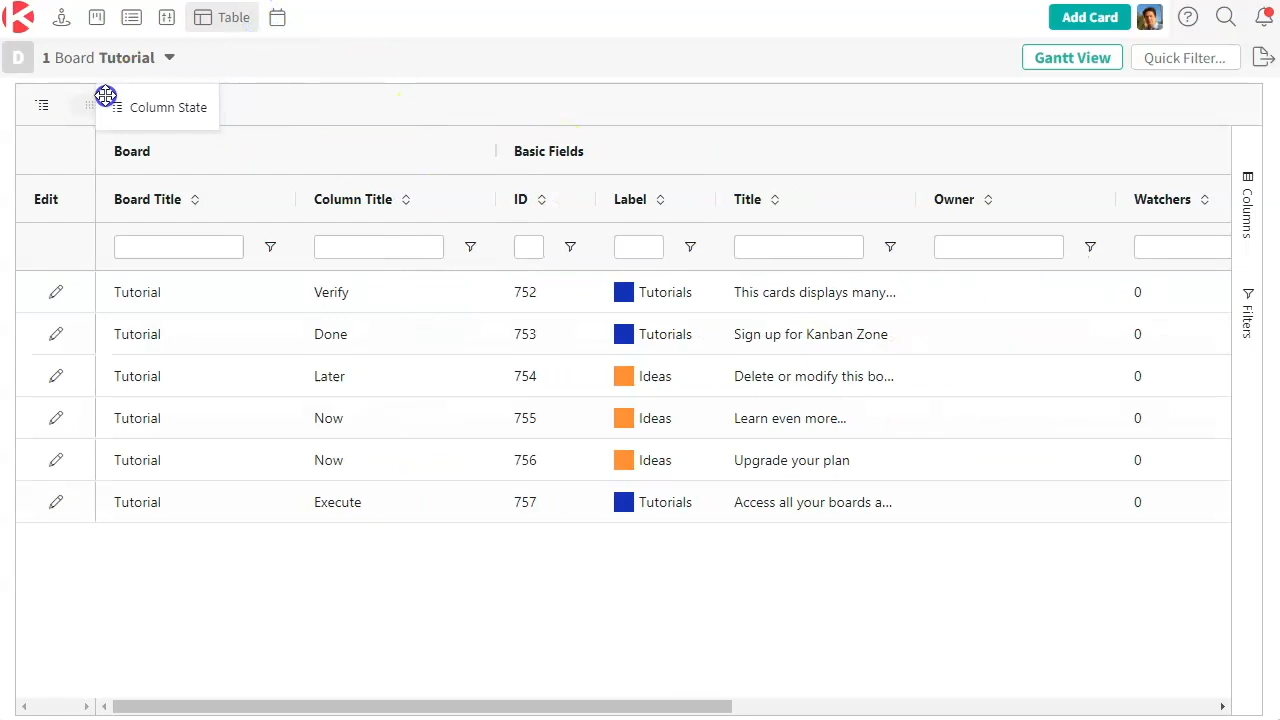 Table
Add Card
D
1 Board Tutorial
Gantt View
Quick Filter...
Column State
Board
Basic Fields
Edit
Board Title
Column Title
ID
Label
Title
Owner
Watchers
Tutorial Verify 752 Tutorials This cards displays many... 0
Tutorial Done 753 Tutorials Sign up for Kanban Zone 0
Tutorial Later 754 Ideas Delete or modify this bo... 0
Tutorial Now 755 Ideas Learn even more... 0
Tutorial Now 756 Ideas Upgrade your plan 0
Tutorial Execute 757 Tutorials Access all your boards a... 0
Columns
Filters